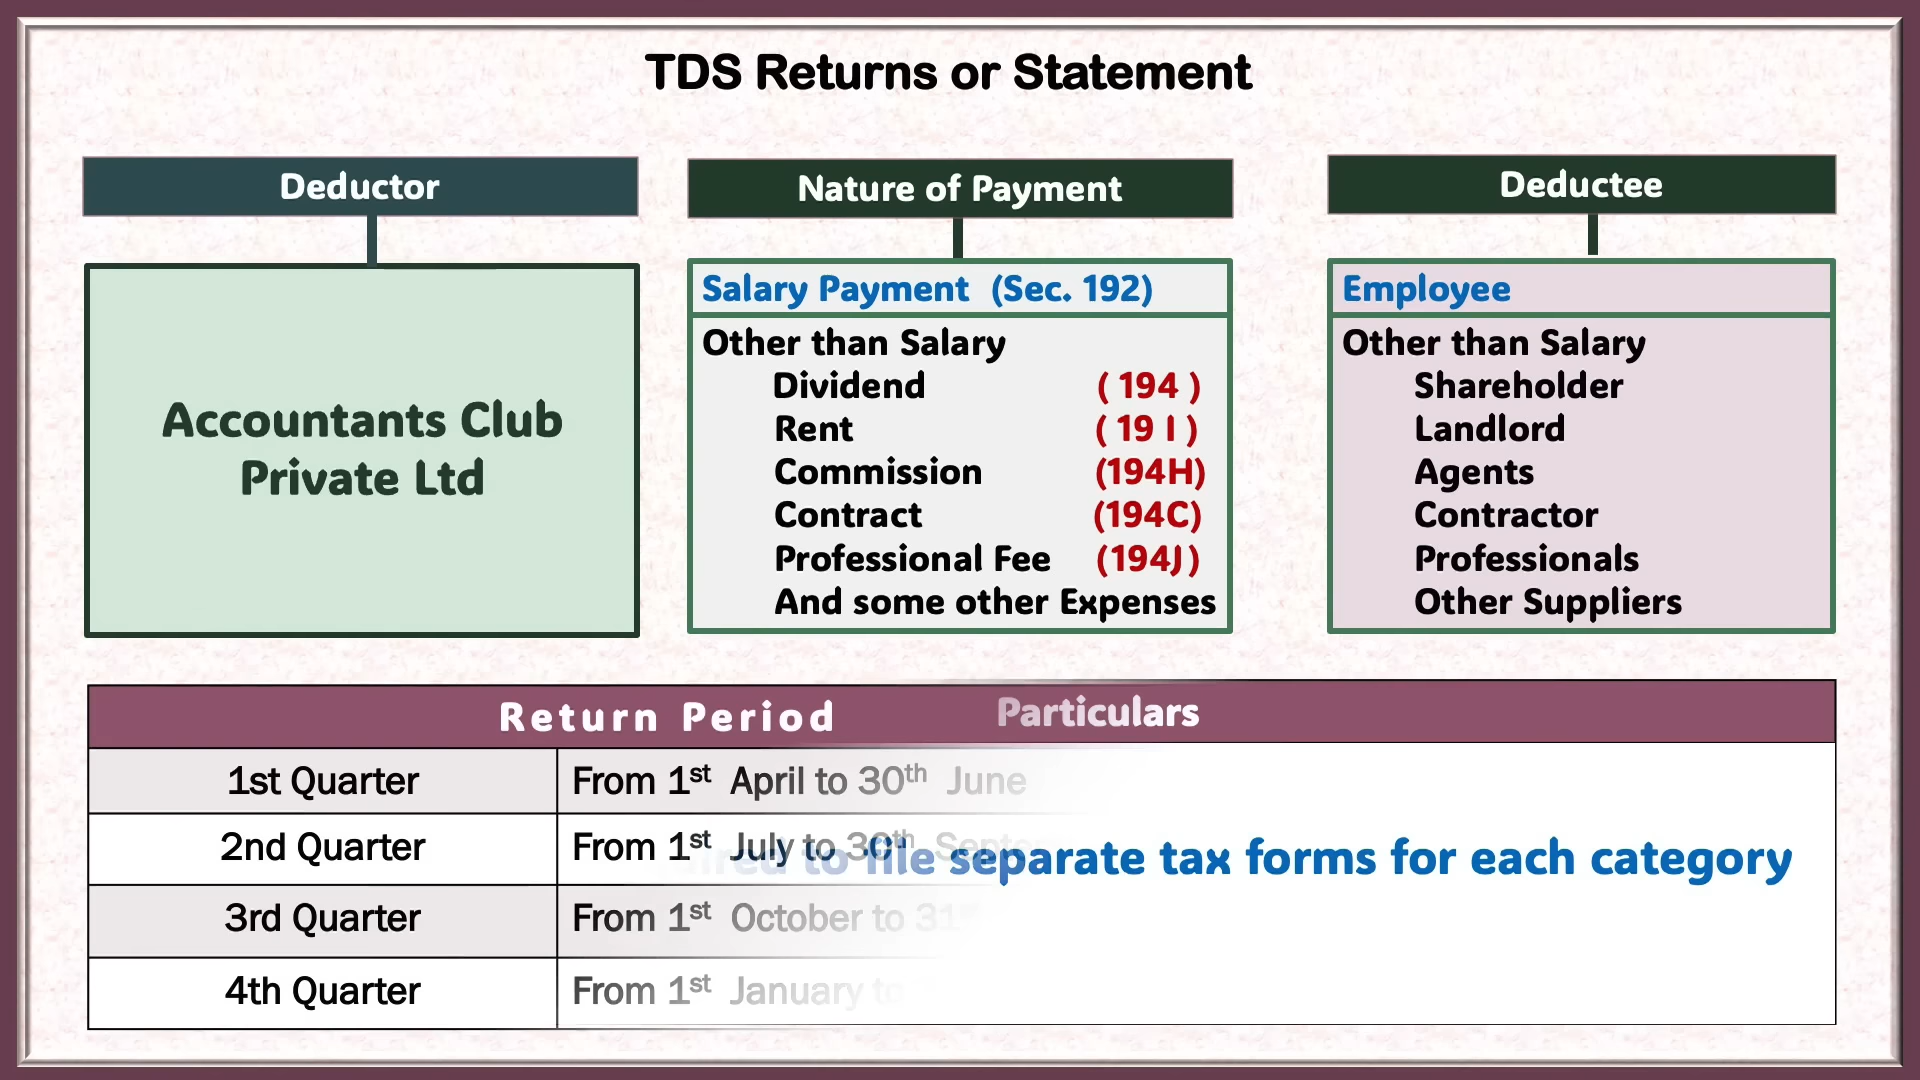 TDS Returns or Statement
Deductor
Accountants Club
Private Ltd
Nature of Payment
Salary Payment (Sec. 192)
Other than Salary
Dividend ( 194 )
Rent ( 19 I )
Commission (194H)
Contract (194C)
Professional Fee (194J)
And some other Expenses
Deductee
Employee
Other than Salary
Shareholder
Landlord
Agents
Contractor
Professionals
Other Suppliers
Return Period
Particulars
1st Quarter From 1st April to 30th June
2nd Quarter From 1st July to 30th
to file separate tax forms for each category
3rd Quarter From 1st October to
4th Quarter From 1st January to